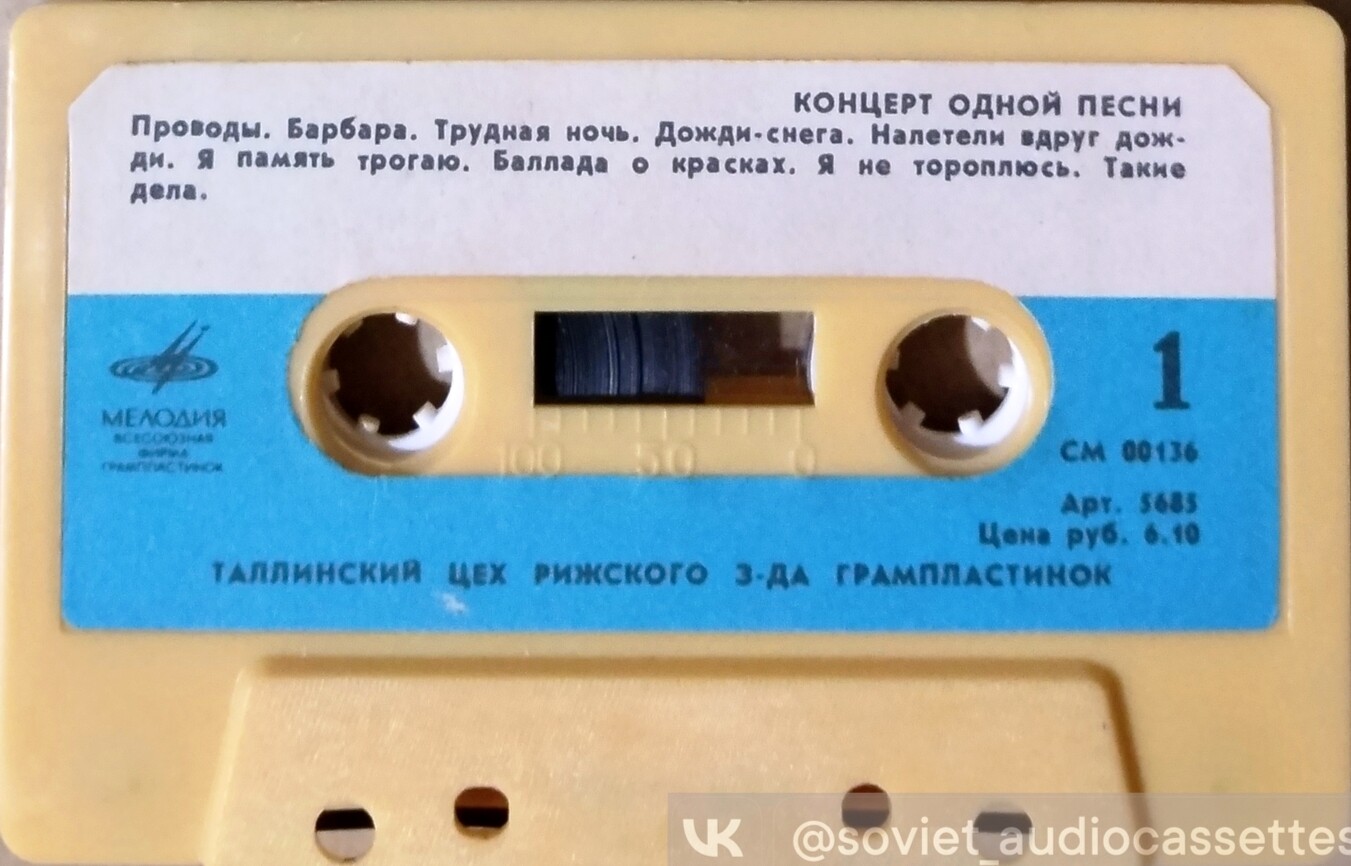 КОНЦЕРТ ОДНОЙ ПЕСНИ
Проводы. Барбара. Трудная ночь. Дожди-снега. Налетели вдруг дож-
ди. Я память трогаю. Баллада о красках. Я не тороплюсь. Такие
дела.
МЕЛОДИЯ
ВСЕСОЮЗНАЯ
ФИРМА
ГРАМПЛАСТИНОК
1
100 50 0
СМ 00136
Арт. 5685
Цена руб. 6.10
ТАЛЛИНСКИЙ ЦЕХ РИЖСКОГО З-ДА ГРАМПЛАСТИНОК
VK @soviet_audiocassettes